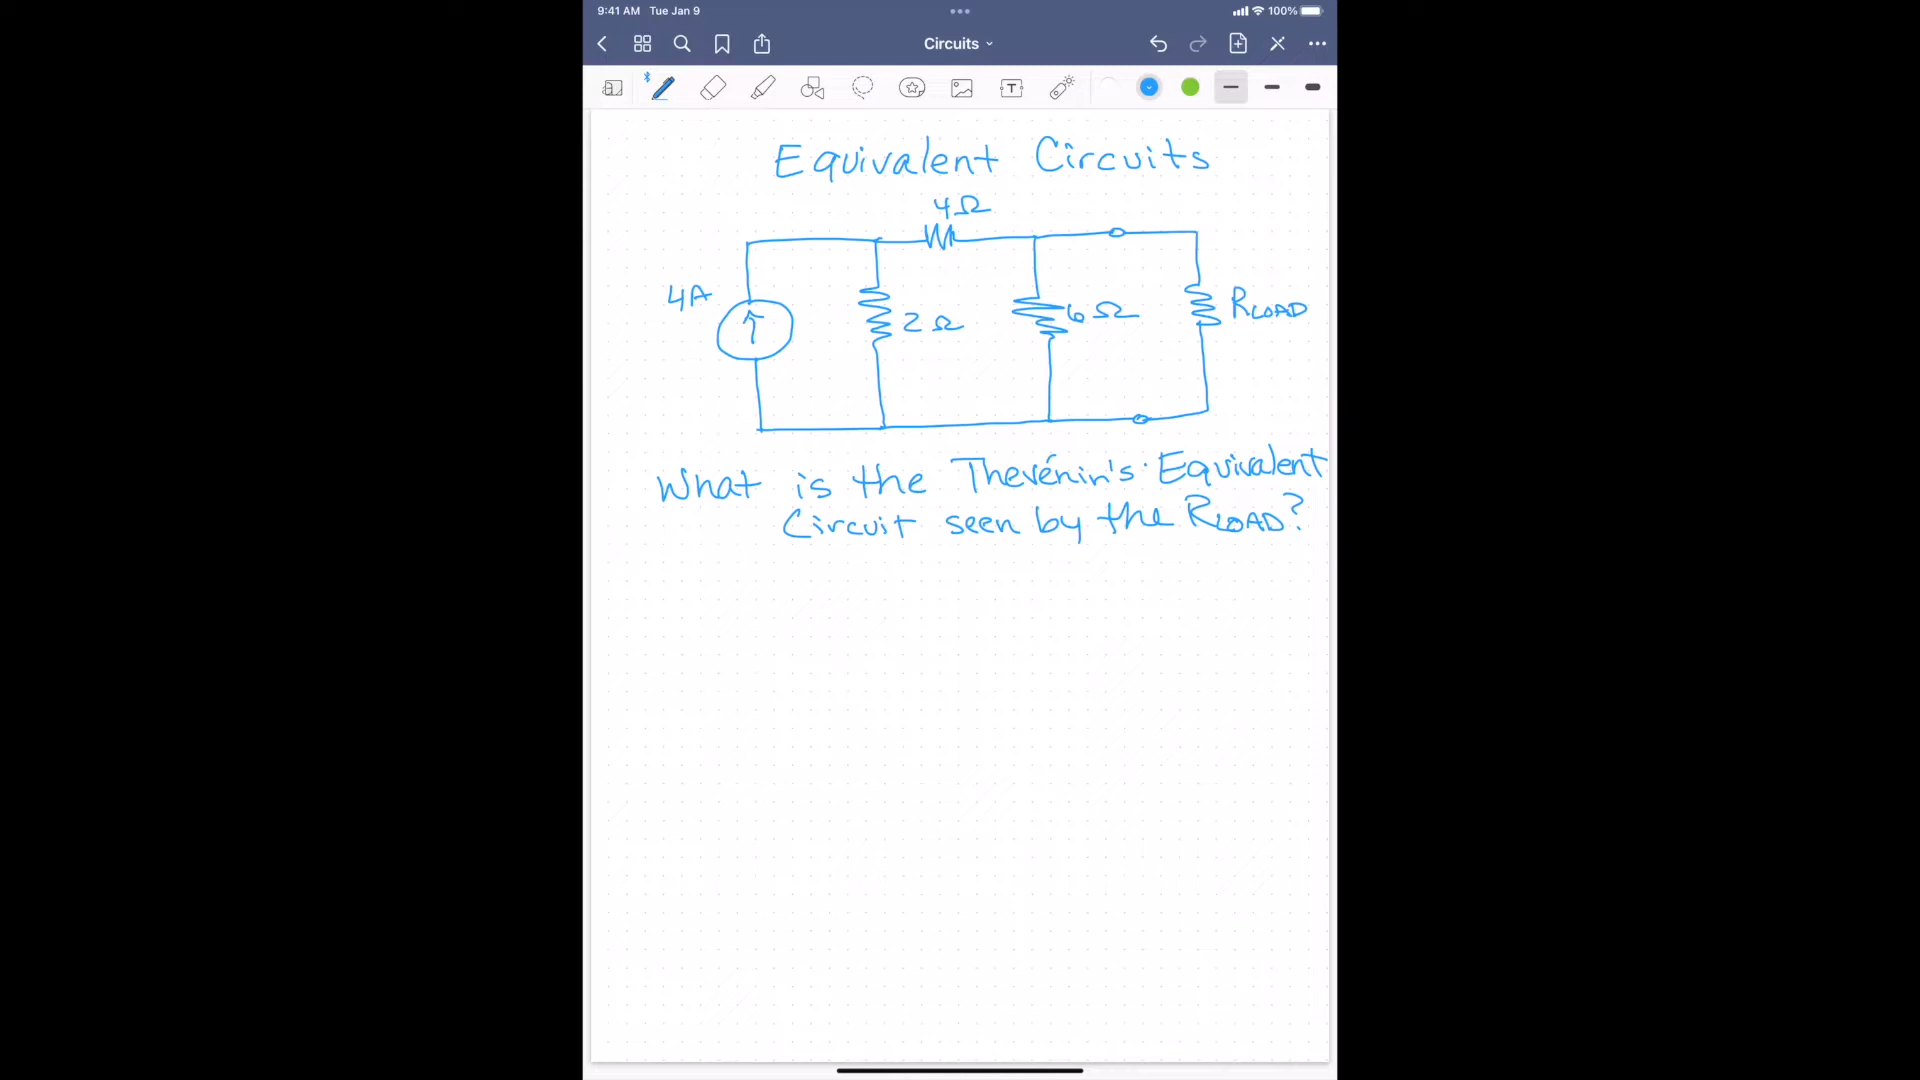 9:41 AM Tue Jan 9
100%
Circuits
T
Equivalent Circuits
4Ω
4A
2Ω
6Ω
RLOAD
What is the Thevénin's Equivalent
Circuit seen by the RLOAD?